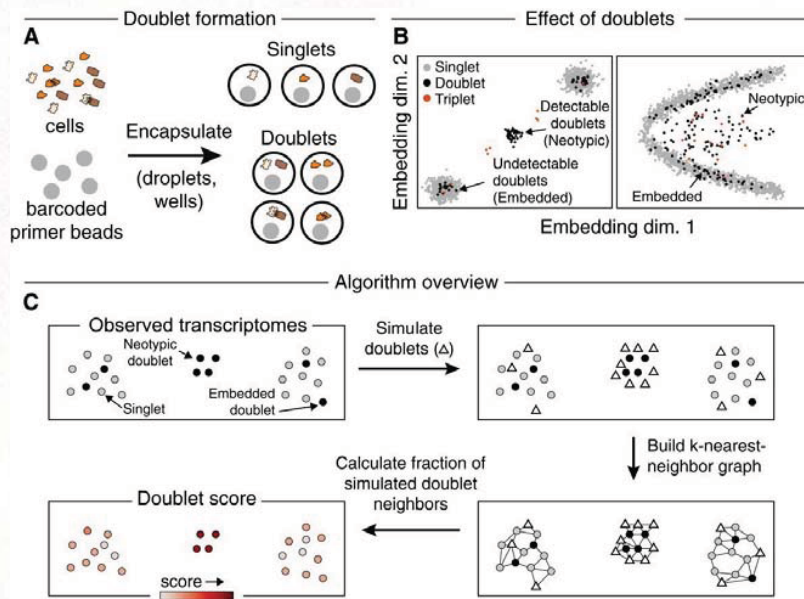 Doublet formation
A
cells
barcoded
primer beads
Encapsulate
(droplets,
wells)
Singlets
Doublets
Effect of doublets
B
Embedding dim. 2
Singlet
Doublet
Triplet
Detectable
doublets
(Neotypic)
Undetectable
doublets
(Embedded)
Neotypic
Embedded
Embedding dim. 1
Algorithm overview
C
Observed transcriptomes
Neotypic
doublet
Singlet
Embedded
doublet
Simulate
doublets (△)
Build k-nearest-
neighbor graph
Calculate fraction of
simulated doublet
neighbors
Doublet score
score →